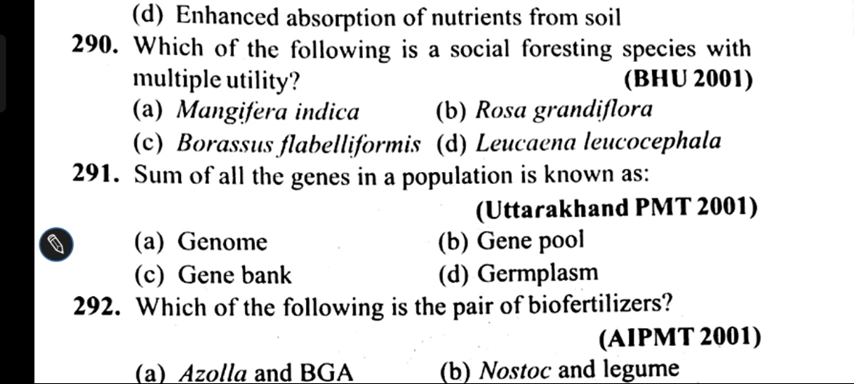 (d) Enhanced absorption of nutrients from soil
290. Which of the following is a social foresting species with
multiple utility? (BHU 2001)
(a) Mangifera indica (b) Rosa grandiflora
(c) Borassus flabelliformis (d) Leucaena leucocephala
291. Sum of all the genes in a population is known as:
(Uttarakhand PMT 2001)
(a) Genome (b) Gene pool
(c) Gene bank (d) Germplasm
292. Which of the following is the pair of biofertilizers?
(AIPMT 2001)
(a) Azolla and BGA (b) Nostoc and legume